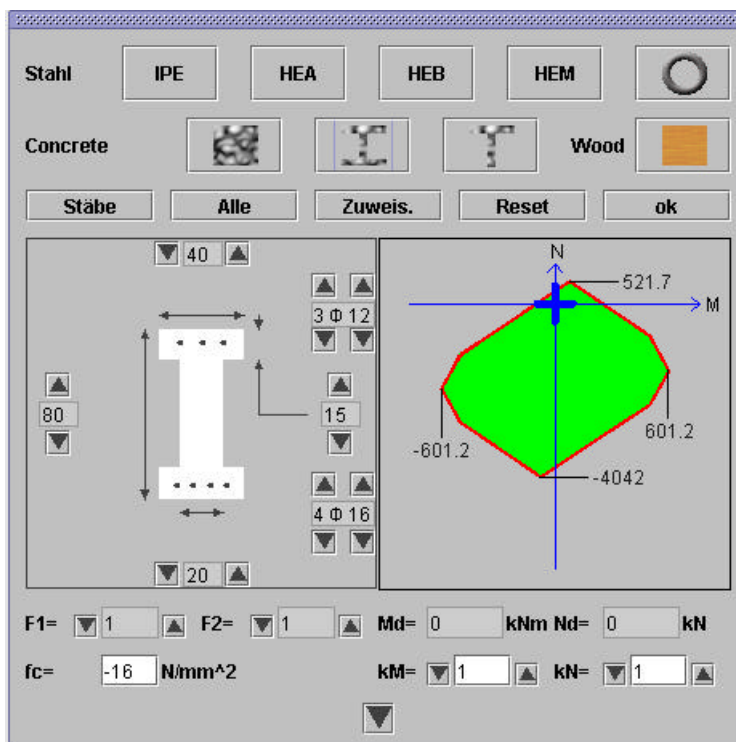 Stahl IPE HEA HEB HEM
Concrete Wood
Stäbe Alle Zuweis. Reset ok
40
3 Φ 12
80
15
4 Φ 16
20
N
521.7
M
-601.2
601.2
-4042
F1= 1 F2= 1 Md= 0 kNm Nd= 0 kN
fc= -16 N/mm^2 kM= 1 kN= 1